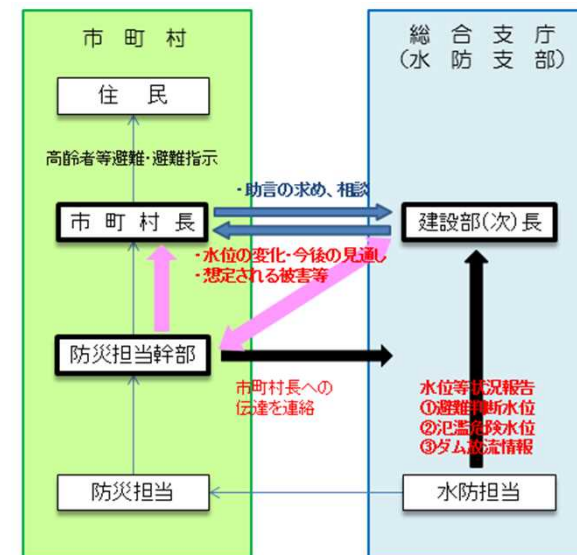 市 町 村
総 合 支 庁
(水 防 支 部)
住 民
高齢者等避難・避難指示
・助言の求め、相談
市 町 村 長
建設部(次)長
・水位の変化・今後の見通し
・想定される被害等
防災担当幹部
市町村長への
伝達を連絡
水位等状況報告
①避難判断水位
②氾濫危険水位
③ダム放流情報
防災担当
水防担当